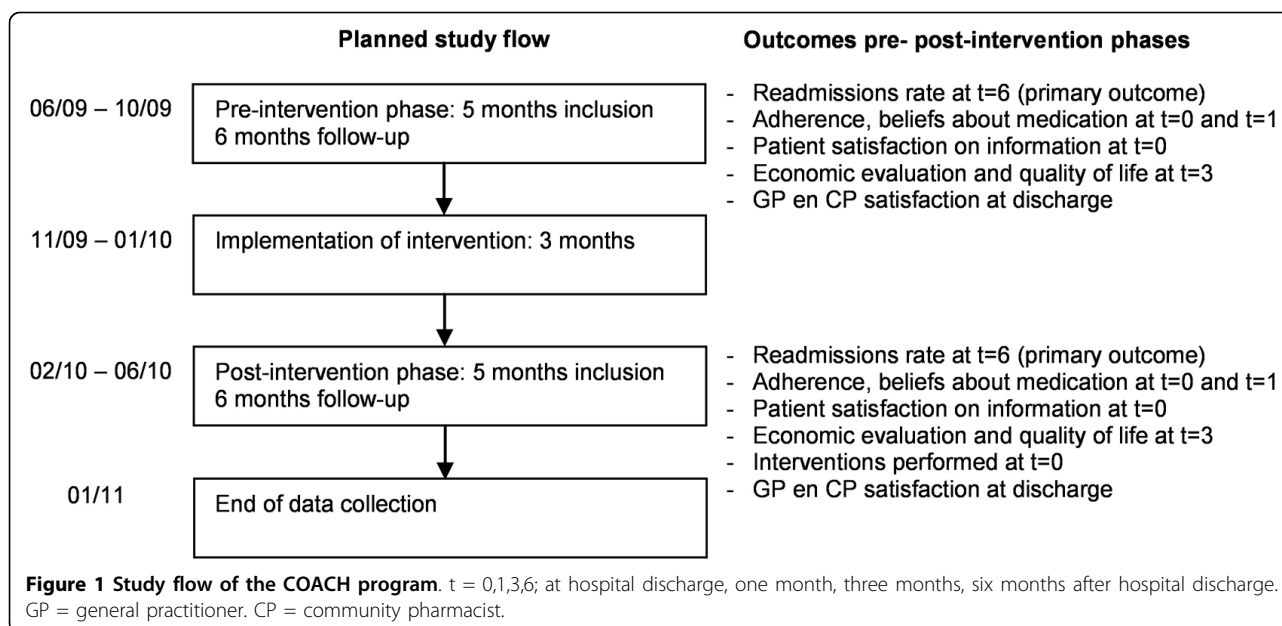 Planned study flow
Outcomes pre- post-intervention phases
06/09 – 10/09
Pre-intervention phase: 5 months inclusion
6 months follow-up
- Readmissions rate at t=6 (primary outcome)
- Adherence, beliefs about medication at t=0 and t=1
- Patient satisfaction on information at t=0
- Economic evaluation and quality of life at t=3
- GP en CP satisfaction at discharge
11/09 – 01/10
Implementation of intervention: 3 months
02/10 – 06/10
Post-intervention phase: 5 months inclusion
6 months follow-up
- Readmissions rate at t=6 (primary outcome)
- Adherence, beliefs about medication at t=0 and t=1
- Patient satisfaction on information at t=0
- Economic evaluation and quality of life at t=3
- Interventions performed at t=0
- GP en CP satisfaction at discharge
01/11
End of data collection
Figure 1 Study flow of the COACH program. t = 0,1,3,6; at hospital discharge, one month, three months, six months after hospital discharge.
GP = general practitioner. CP = community pharmacist.